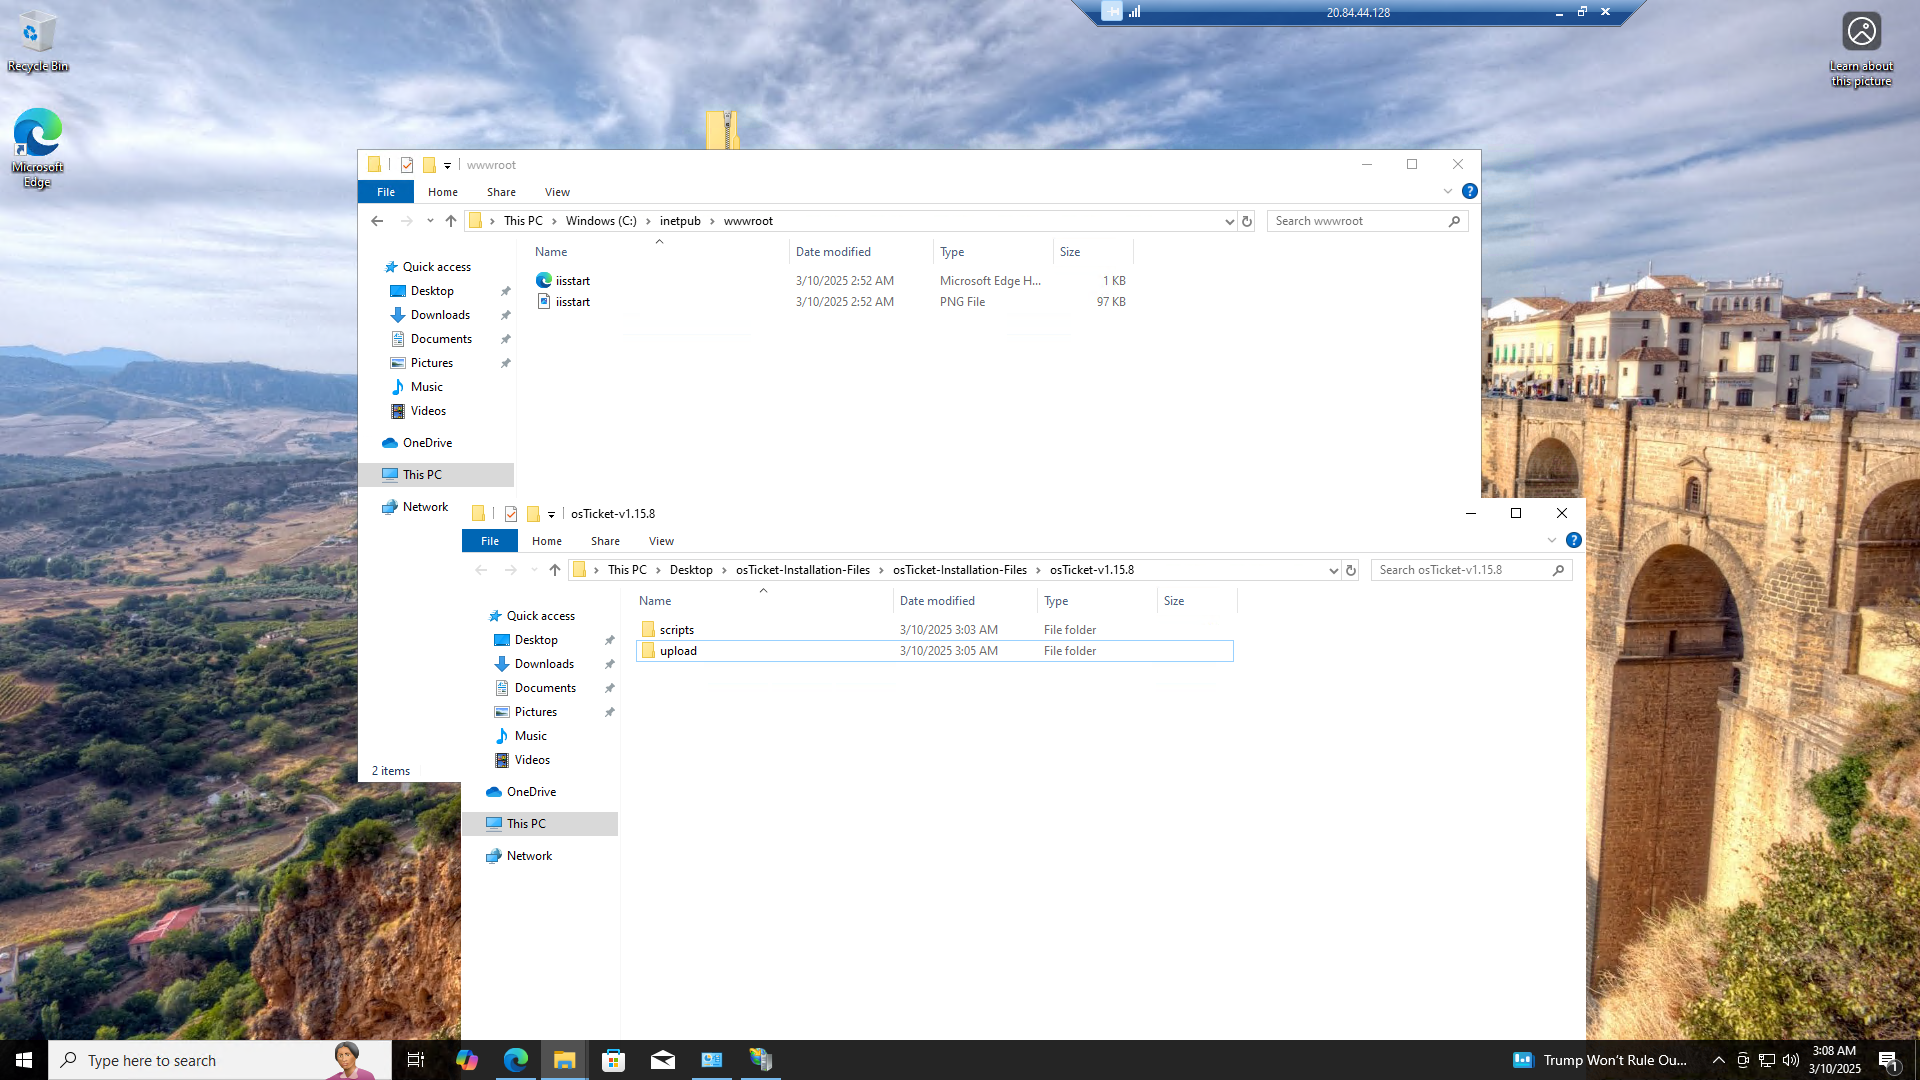 20.84.44.128
Recycle Bin
Microsoft
Edge
Learn about
this picture
wwwroot
File
Home
Share
View
This PC
Windows (C:)
inetpub
wwwroot
Search wwwroot
Name
Date modified
Type
Size
Quick access
Desktop
Downloads
Documents
Pictures
Music
Videos
OneDrive
This PC
Network
iisstart 3/10/2025 2:52 AM Microsoft Edge H... 1 KB
iisstart 3/10/2025 2:52 AM PNG File 97 KB
2 items
osTicket-v1.15.8
File
Home
Share
View
This PC
Desktop
osTicket-Installation-Files
osTicket-Installation-Files
osTicket-v1.15.8
Search osTicket-v1.15.8
Name
Date modified
Type
Size
Quick access
Desktop
Downloads
Documents
Pictures
Music
Videos
OneDrive
This PC
Network
scripts 3/10/2025 3:03 AM File folder
upload 3/10/2025 3:05 AM File folder
Type here to search
Trump Won't Rule Ou...
3:08 AM
3/10/2025
1